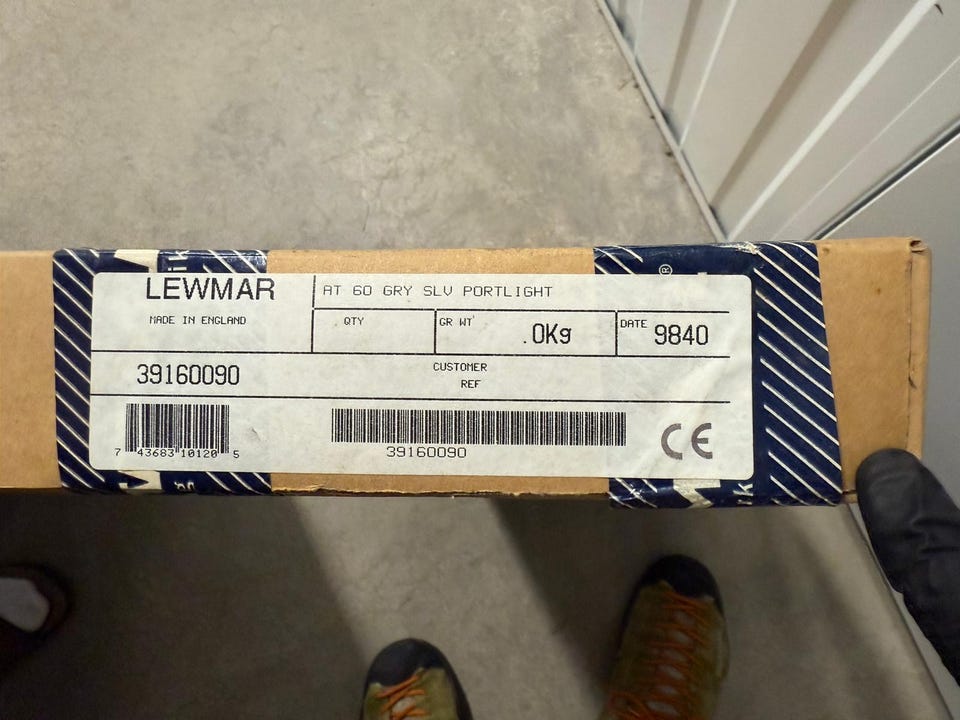 LEWMAR
MADE IN ENGLAND
AT 60 GRY SLV PORTLIGHT
QTY
GR WT'
.0Kg
DATE 9840
39160090
CUSTOMER
REF
7 43683 10120 5
39160090
CE
®